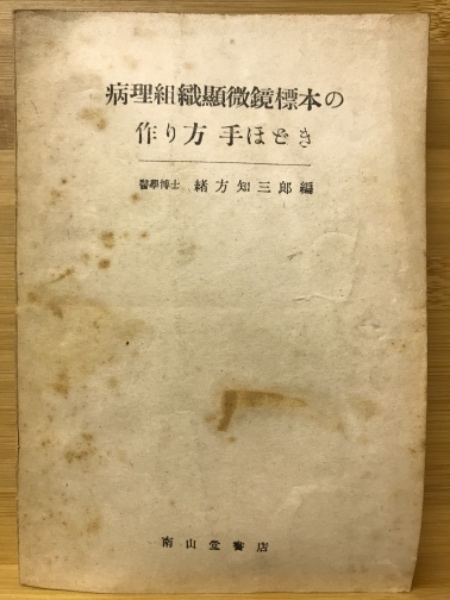 病理組織顯微鏡標本の
作り方 手ほどき
醫學博士 緒方知三郎編
南山堂書店